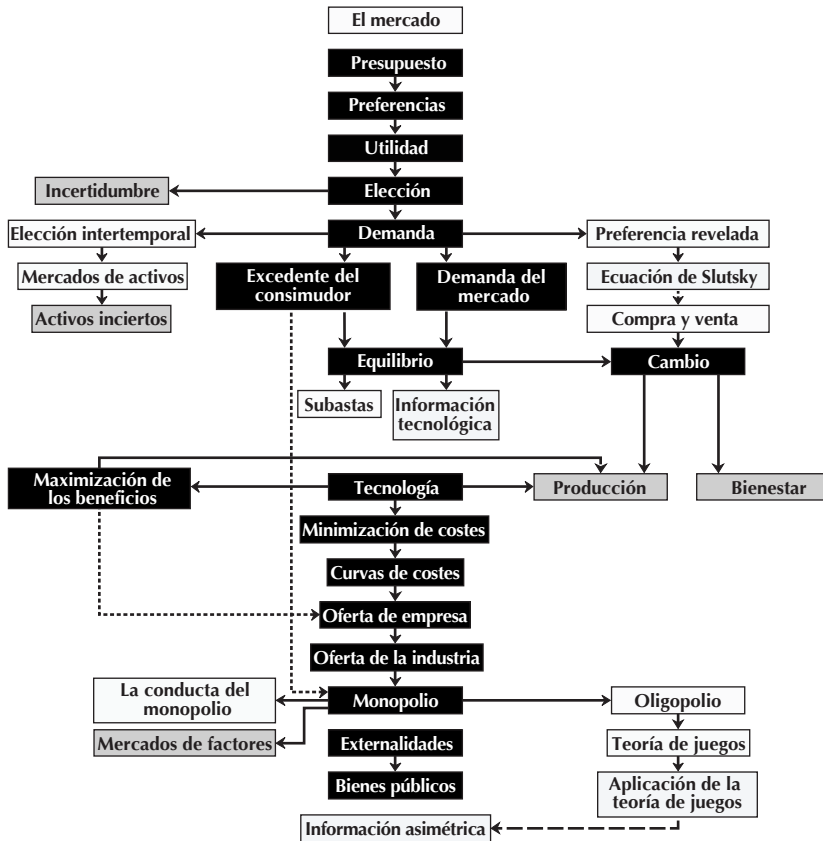 El mercado
Presupuesto
Preferencias
Utilidad
Incertidumbre
Elección
Elección intertemporal
Demanda
Preferencia revelada
Mercados de activos
Excedente del
consimudor
Demanda del
mercado
Ecuación de Slutsky
Activos inciertos
Compra y venta
Equilibrio
Cambio
Subastas
Información
tecnológica
Maximización de
los beneficios
Tecnología
Producción
Bienestar
Minimización de costes
Curvas de costes
Oferta de empresa
Oferta de la industria
La conducta del
monopolio
Monopolio
Oligopolio
Mercados de factores
Externalidades
Teoría de juegos
Bienes públicos
Aplicación de la
teoría de juegos
Información asimétrica